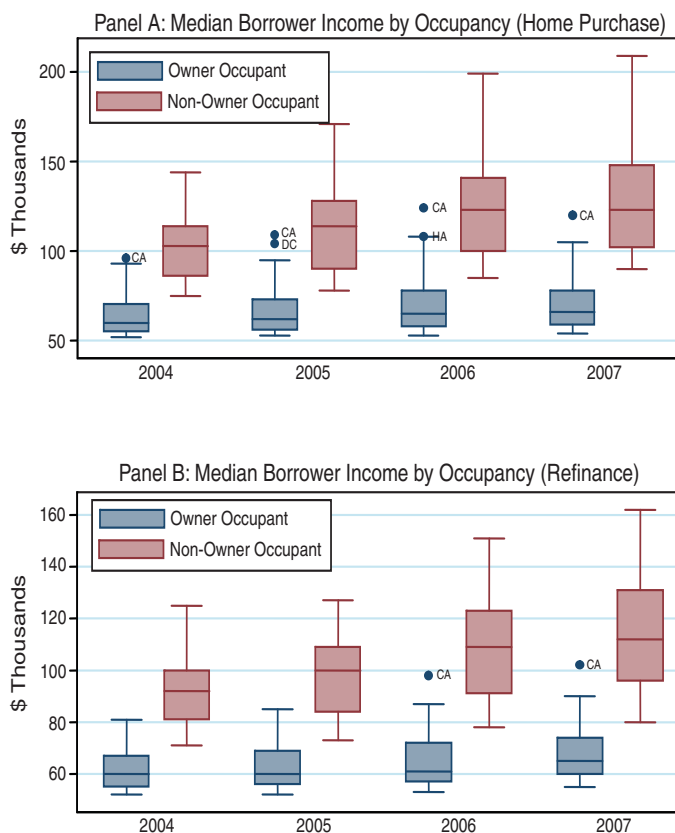 Panel A: Median Borrower Income by Occupancy (Home Purchase)
Owner Occupant
Non-Owner Occupant
$ Thousands
200
150
100
50
CA
CA
DC
CA
HA
CA
2004
2005
2006
2007
Panel B: Median Borrower Income by Occupancy (Refinance)
Owner Occupant
Non-Owner Occupant
$ Thousands
160
140
120
100
80
60
CA
CA
2004
2005
2006
2007